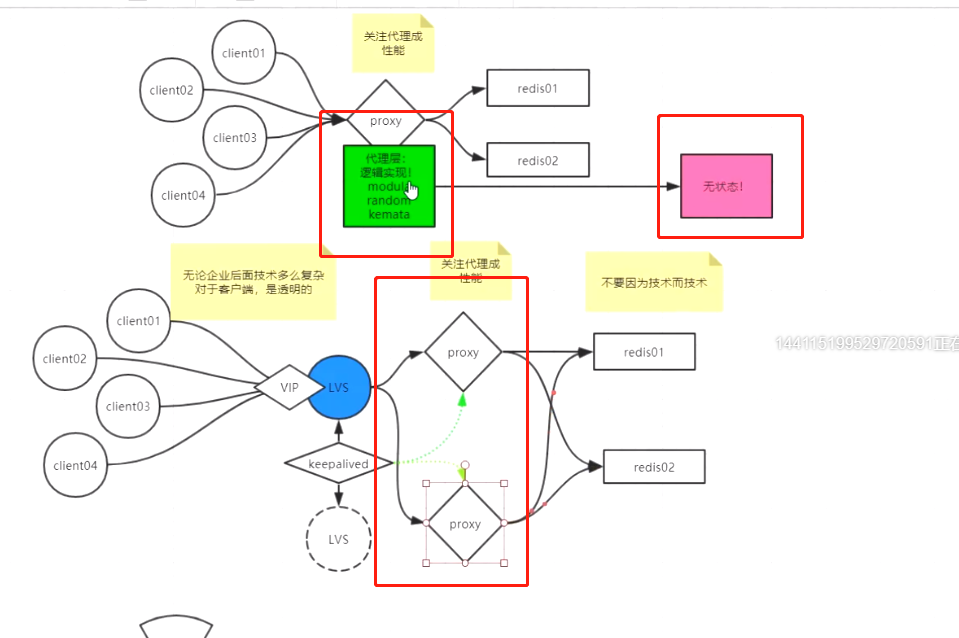 关注代理成
性能
client01
client02
client03
client04
proxy
redis01
redis02
代理层:
逻辑实现!
modula
random
kemata
无状态!
无论企业后面技术多么复杂
对于客户端，是透明的
关注代理成
性能
不要因为技术而技术
client01
client02
client03
client04
VIP
LVS
keepalived
LVS
proxy
proxy
redis01
redis02
144115199529720591正在